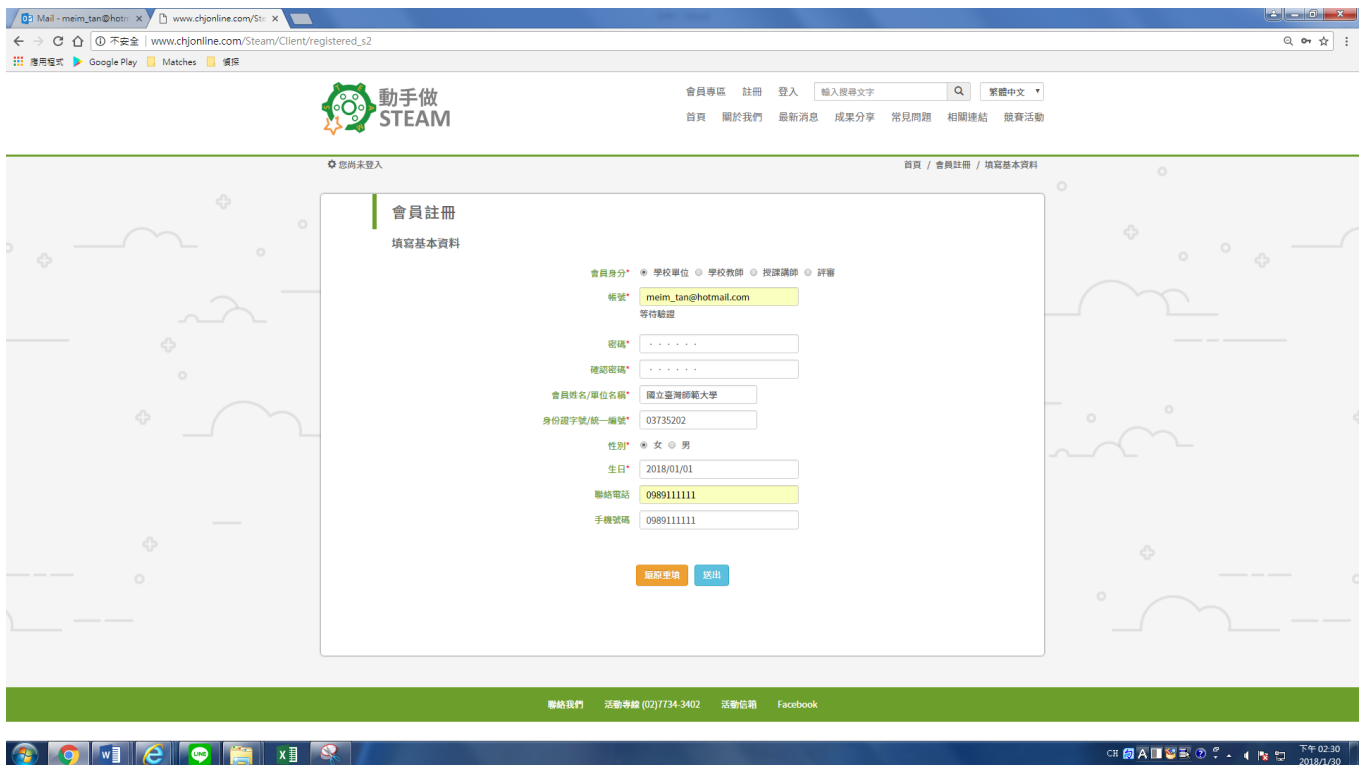 Mail - meim_tan@hotm
www.chjonline.com/Ste
不安全 | www.chjonline.com/Steam/Client/registered_s2
應用程式 Google Play Matches 偵探
動手做
STEAM
會員專區 註冊 登入 輸入搜尋文字 繁體中文
首頁 關於我們 最新消息 成果分享 常見問題 相關連結 競賽活動
您尚未登入 首頁 / 會員註冊 / 填寫基本資料
會員註冊
填寫基本資料
會員身分* 學校單位 學校教師 授課講師 評審
帳號* meim_tan@hotmail.com
等待驗證
密碼* ······
確認密碼* ······
會員姓名/單位名稱* 國立臺灣師範大學
身份證字號/統一編號* 03735202
性別* 女 男
生日* 2018/01/01
聯絡電話 0989111111
手機號碼 0989111111
還原重填 送出
聯絡我們 活動專線 (02)7734-3402 活動信箱 Facebook
CH 下午 02:30
2018/1/30